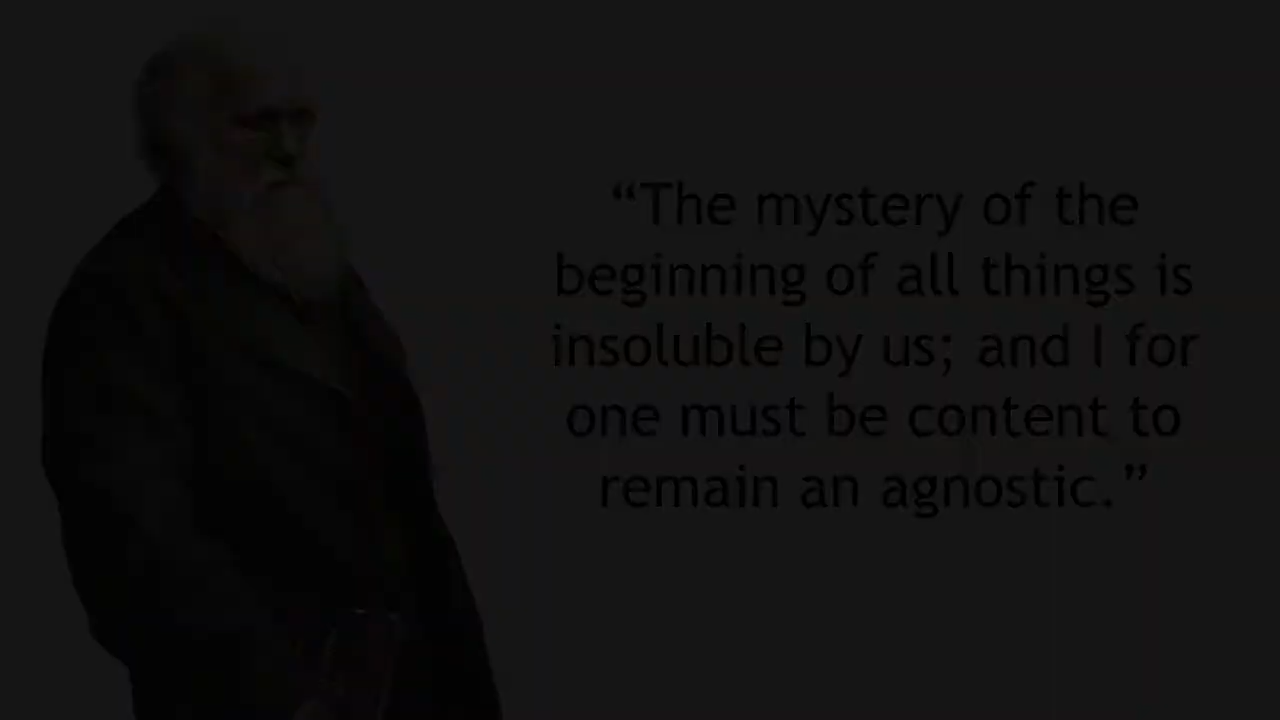 “The mystery of the
beginning of all things is
insoluble by us; and I for
one must be content to
remain an agnostic.”